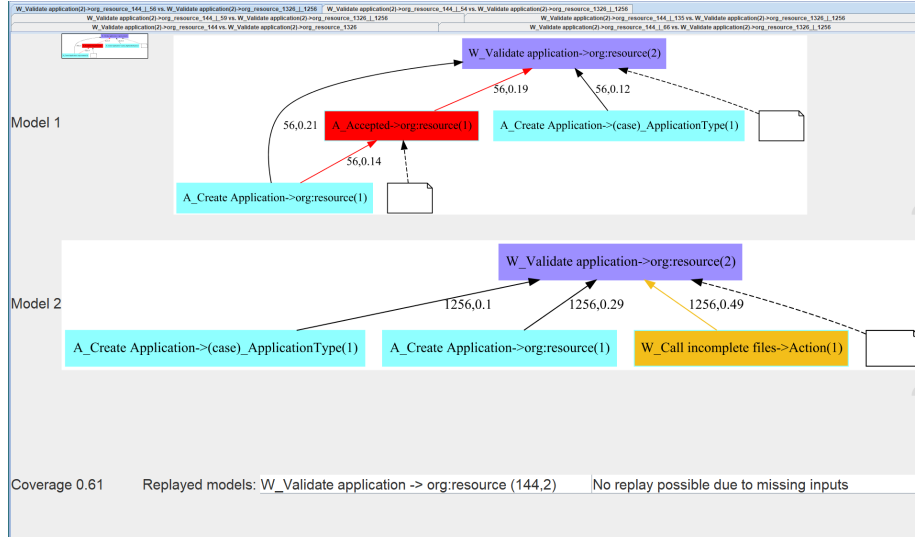 W_Validate application(2)->org_resource_144_|_56 vs. W_Validate application(2)->org_resource_1326_|_1256
W_Validate application(2)->org_resource_144_|_54 vs. W_Validate application(2)->org_resource_1326_|_1256
W_Validate application(2)->org_resource_144_|_59 vs. W_Validate application(2)->org_resource_1326_|_1256
W_Validate application(2)->org_resource_144_|_135 vs. W_Validate application(2)->org_resource_1326_|_1256
W_Validate application(2)->org_resource_144 vs. W_Validate application(2)->org_resource_1326
W_Validate application(2)->org_resource_144_|_66 vs. W_Validate application(2)->org_resource_1326_|_1256
W_Validate application->org:resource(2)
56,0.19
56,0.12
Model 1
56,0.21
A_Accepted->org:resource(1)
A_Create Application->(case)_ApplicationType(1)
56,0.14
A_Create Application->org:resource(1)
W_Validate application->org:resource(2)
Model 2
1256,0.1
1256,0.29
1256,0.49
A_Create Application->(case)_ApplicationType(1)
A_Create Application->org:resource(1)
W_Call incomplete files->Action(1)
Coverage 0.61
Replayed models:
W_Validate application -> org:resource (144,2)
No replay possible due to missing inputs